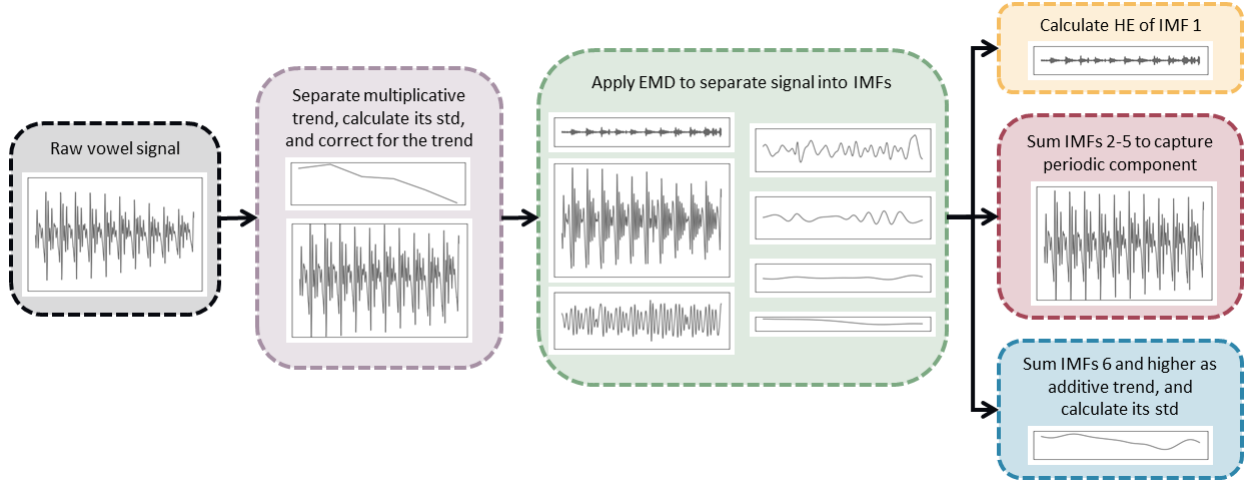 Raw vowel signal
Separate multiplicative
trend, calculate its std,
and correct for the trend
Apply EMD to separate signal into IMFs
Calculate HE of IMF 1
Sum IMFs 2-5 to capture
periodic component
Sum IMFs 6 and higher as
additive trend, and
calculate its std